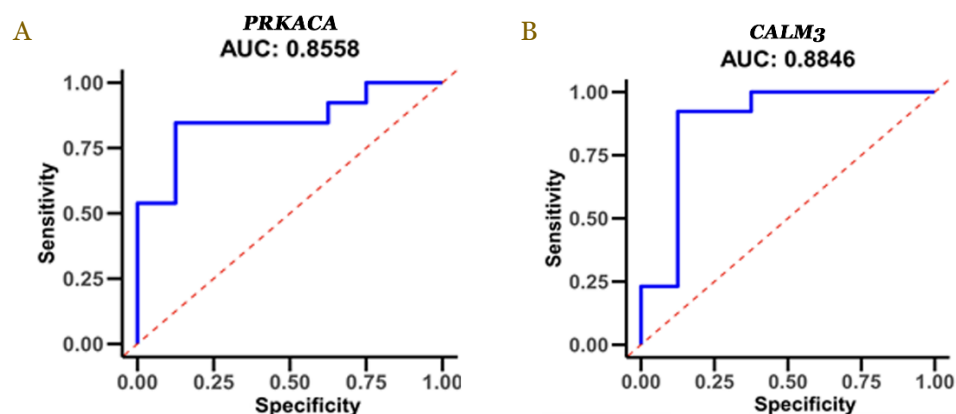 A
PRKACA
AUC: 0.8558
1.00
0.75
0.50
0.25
0.00
Sensitivity
0.00 0.25 0.50 0.75 1.00
Specificity
B
CALM3
AUC: 0.8846
1.00
0.75
0.50
0.25
0.00
Sensitivity
0.00 0.25 0.50 0.75 1.00
Specificity